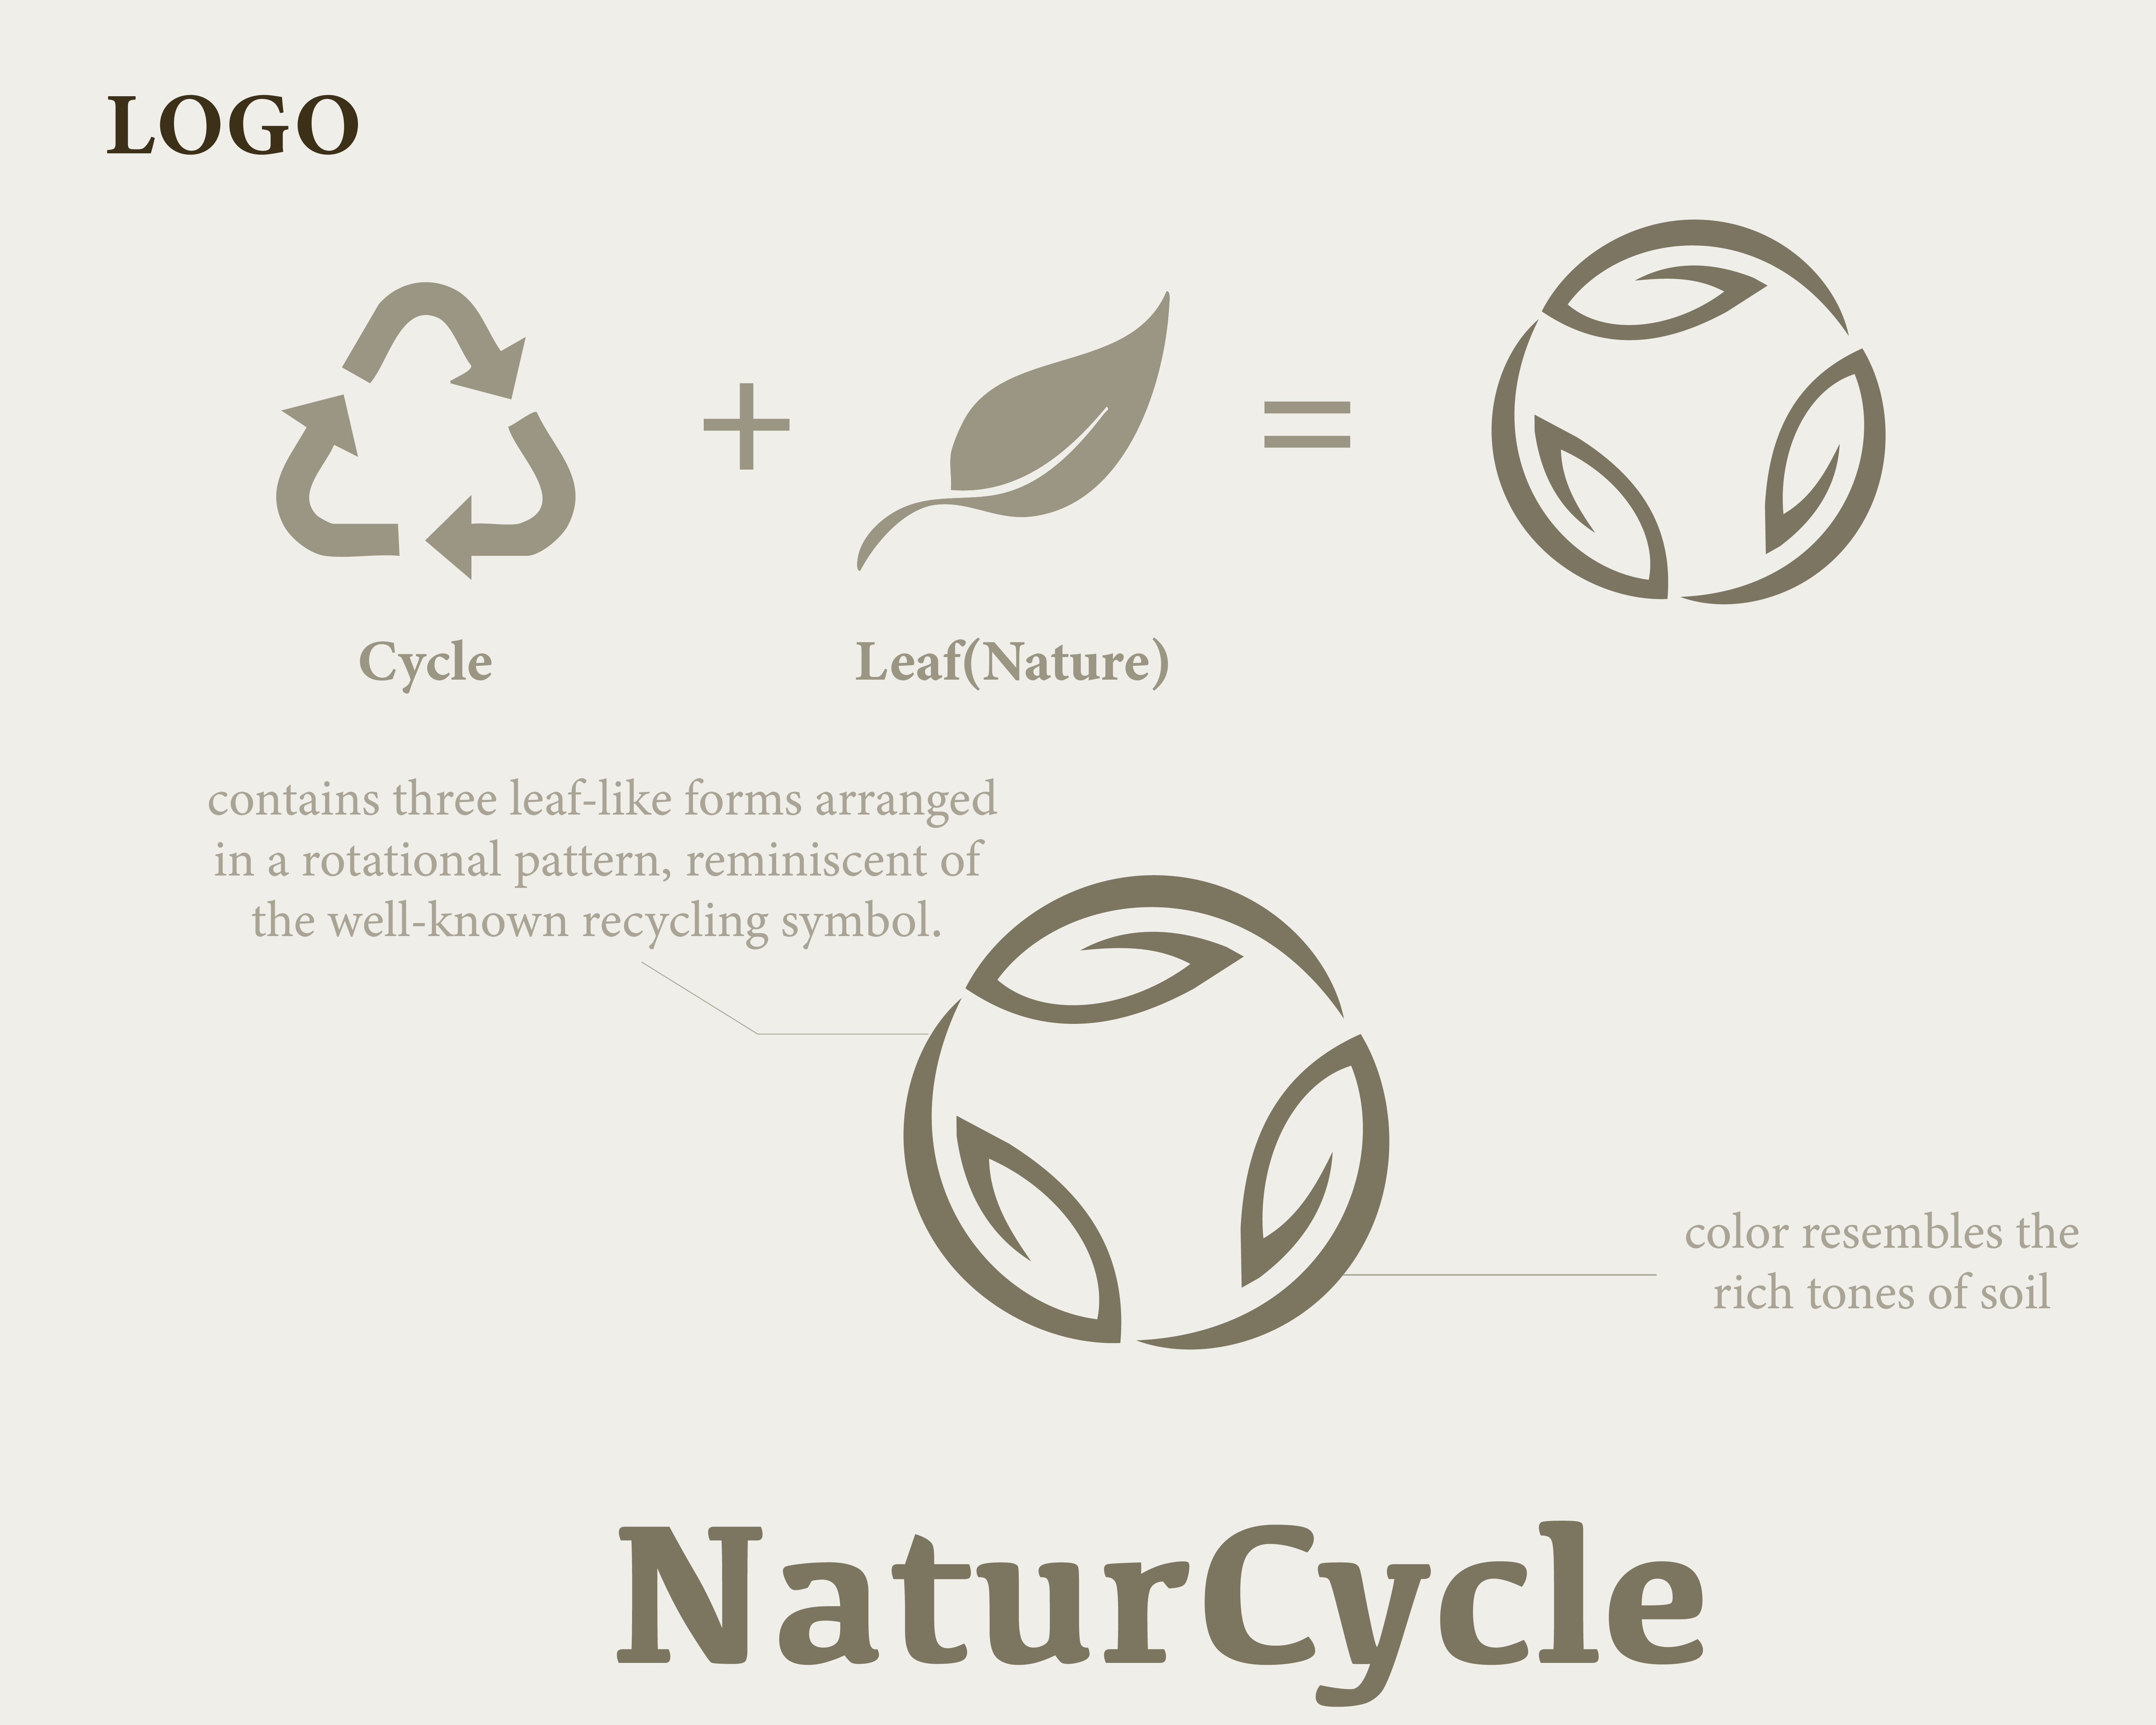 LOGO
+
=
Cycle
Leaf(Nature)
contains three leaf-like forms arranged
in a rotational pattern, reminiscent of
the well-known recycling symbol.
color resembles the
rich tones of soil
NaturCycle